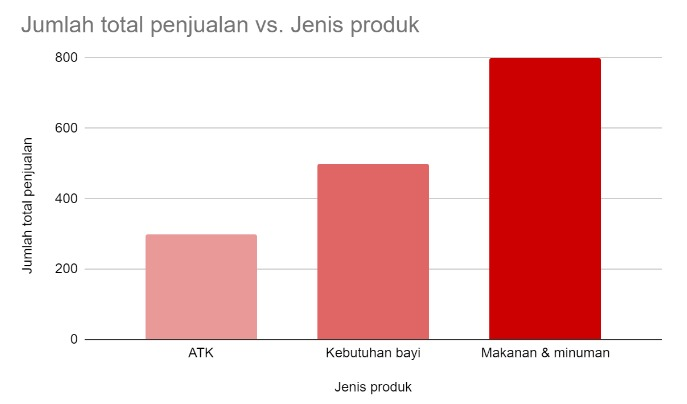 Jumlah total penjualan vs. Jenis produk
Jumlah total penjualan
800
600
400
200
0
ATK
Kebutuhan bayi
Makanan & minuman
Jenis produk